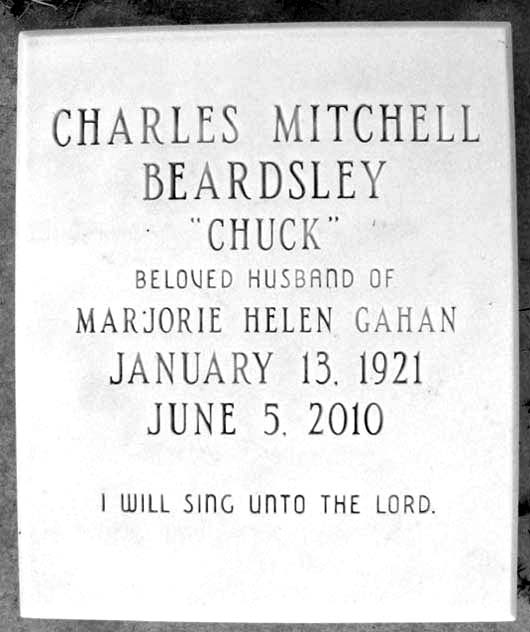 CHARLES MITCHELL
BEARDSLEY
"CHUCK"
BELOVED HUSBAND OF
MARJORIE HELEN GAHAN
JANUARY 13, 1921
JUNE 5, 2010
I WILL SING UNTO THE LORD.